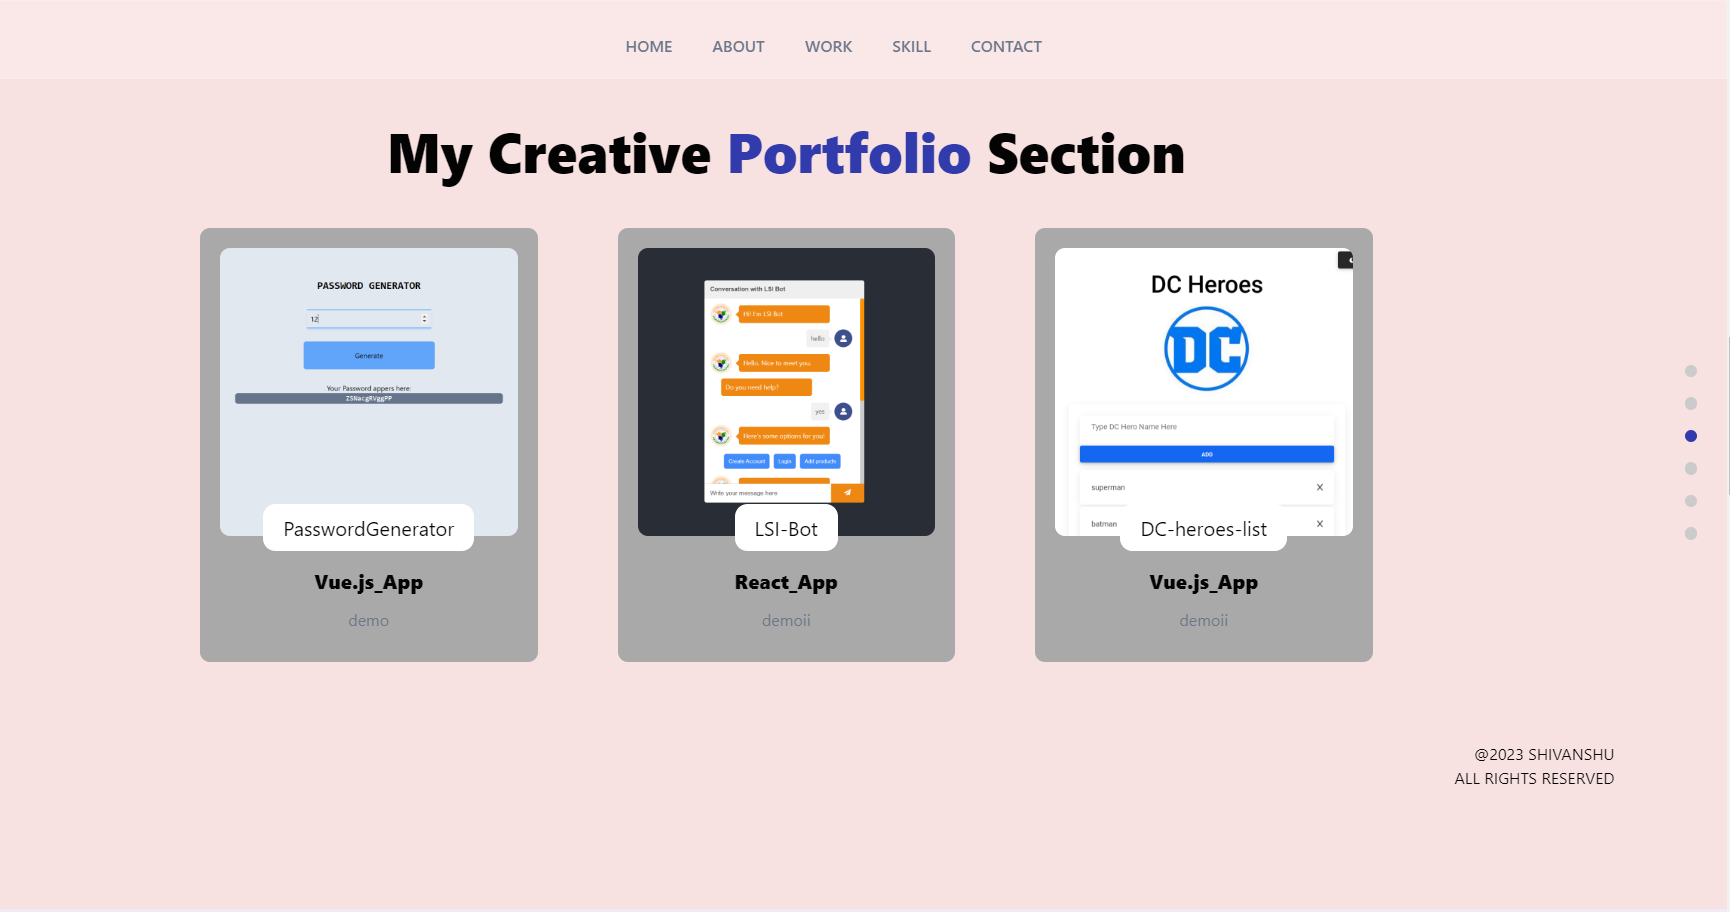 HOME ABOUT WORK SKILL CONTACT
My Creative Portfolio Section
PASSWORD GENERATOR
12
Generate
Your Password appers here:
ZSNacgRVggPP
PasswordGenerator
Vue.js_App
demo
Conversation with LSI Bot
Hi! I'm LSI Bot
hello
Hello. Nice to meet you.
Do you need help?
yes
Here's some options for you!
Create Account Login Add products
Write your message here
LSI-Bot
React_App
demoii
DC Heroes
DC
Type DC Hero Name Here
ADD
superman X
batman X
DC-heroes-list
Vue.js_App
demoii
@2023 SHIVANSHU
ALL RIGHTS RESERVED